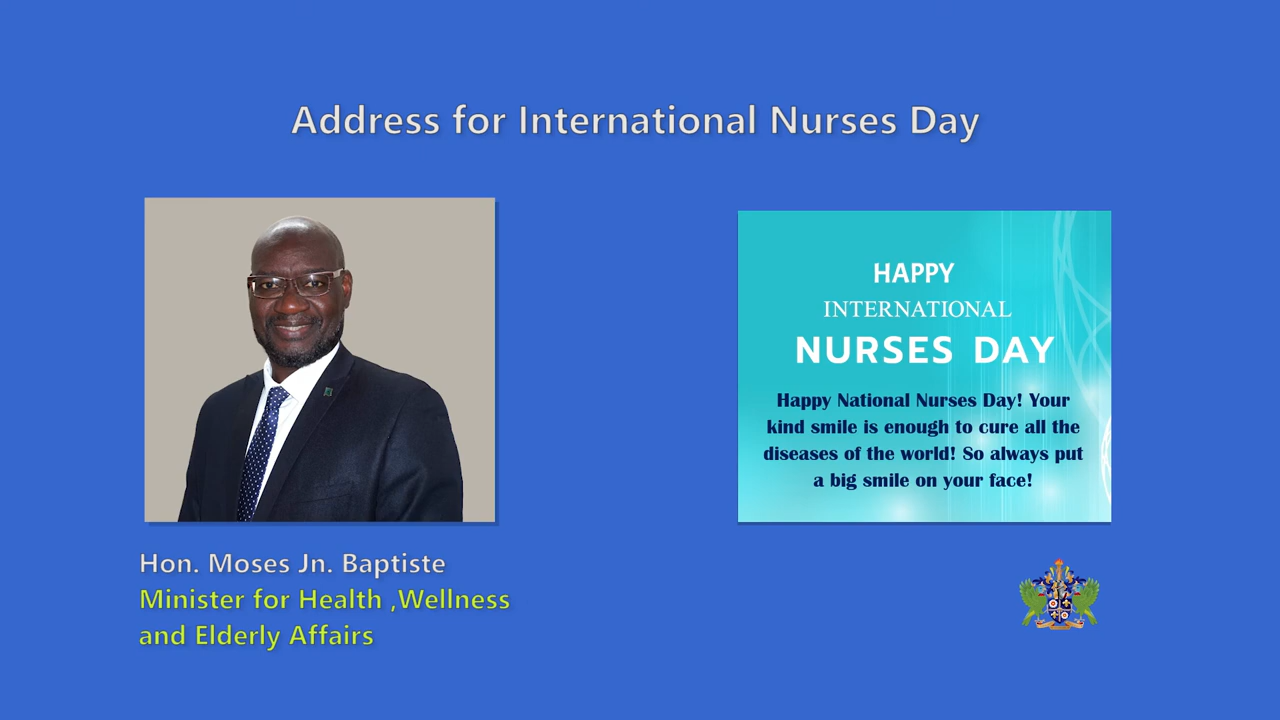 Address for International Nurses Day
HAPPY
INTERNATIONAL
NURSES DAY
Happy National Nurses Day! Your
kind smile is enough to cure all the
diseases of the world! So always put
a big smile on your face!
Hon. Moses Jn. Baptiste
Minister for Health ,Wellness
and Elderly Affairs